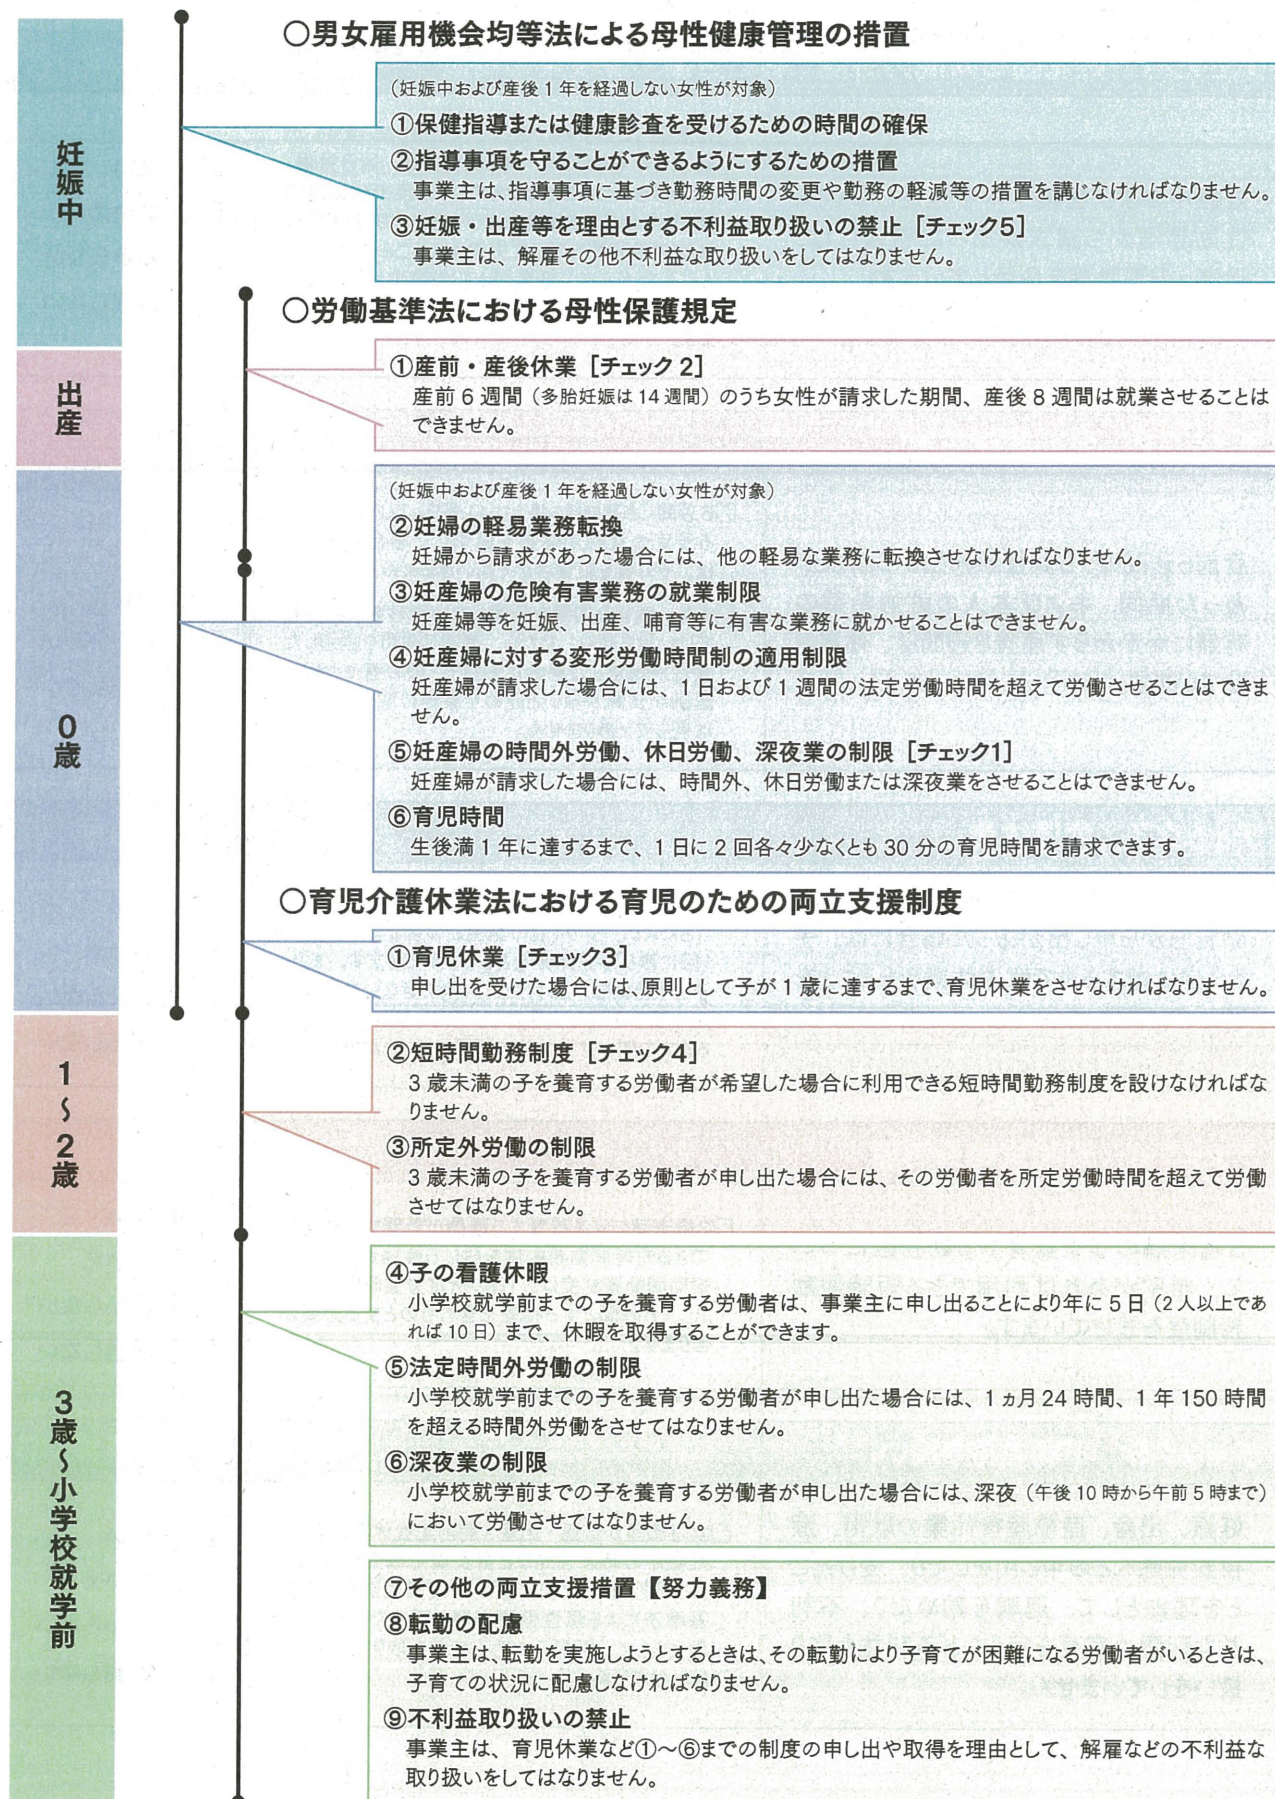 ○男女雇用機会均等法による母性健康管理の措置
妊娠中
（妊娠中および産後1年を経過しない女性が対象）
①保健指導または健康診査を受けるための時間の確保
②指導事項を守ることができるようにするための措置
事業主は、指導事項に基づき勤務時間の変更や勤務の軽減等の措置を講じなければなりません。
③妊娠・出産等を理由とする不利益取り扱いの禁止［チェック5］
事業主は、解雇その他不利益な取り扱いをしてはなりません。
○労働基準法における母性保護規定
出産
①産前・産後休業［チェック2］
産前6週間（多胎妊娠は14週間）のうち女性が請求した期間、産後8週間は就業させることは
できません。
0歳
（妊娠中および産後1年を経過しない女性が対象）
②妊婦の軽易業務転換
妊婦から請求があった場合には、他の軽易な業務に転換させなければなりません。
③妊産婦の危険有害業務の就業制限
妊産婦等を妊娠、出産、哺育等に有害な業務に就かせることはできません。
④妊産婦に対する変形労働時間制の適用制限
妊産婦が請求した場合には、1日および1週間の法定労働時間を超えて労働させることはできま
せん。
⑤妊産婦の時間外労働、休日労働、深夜業の制限［チェック1］
妊産婦が請求した場合には、時間外、休日労働または深夜業をさせることはできません。
⑥育児時間
生後満1年に達するまで、1日に2回各々少なくとも30分の育児時間を請求できます。
○育児介護休業法における育児のための両立支援制度
①育児休業［チェック3］
申し出を受けた場合には、原則として子が1歳に達するまで、育児休業をさせなければなりません。
1～2歳
②短時間勤務制度［チェック4］
3歳未満の子を養育する労働者が希望した場合に利用できる短時間勤務制度を設けなければな
りません。
③所定外労働の制限
3歳未満の子を養育する労働者が申し出た場合には、その労働者を所定労働時間を超えて労働
させてはなりません。
3歳～小学校就学前
④子の看護休暇
小学校就学前までの子を養育する労働者は、事業主に申し出ることにより年に5日（2人以上であ
れば10日）まで、休暇を取得することができます。
⑤法定時間外労働の制限
小学校就学前までの子を養育する労働者が申し出た場合には、1ヵ月24時間、1年150時間
を超える時間外労働をさせてはなりません。
⑥深夜業の制限
小学校就学前までの子を養育する労働者が申し出た場合には、深夜（午後10時から午前5時まで）
において労働させてはなりません。
⑦その他の両立支援措置【努力義務】
⑧転勤の配慮
事業主は、転勤を実施しようとするときは、その転勤により子育てが困難になる労働者がいるときは、
子育ての状況に配慮しなければなりません。
⑨不利益取り扱いの禁止
事業主は、育児休業など①～⑥までの制度の申し出や取得を理由として、解雇などの不利益な
取り扱いをしてはなりません。